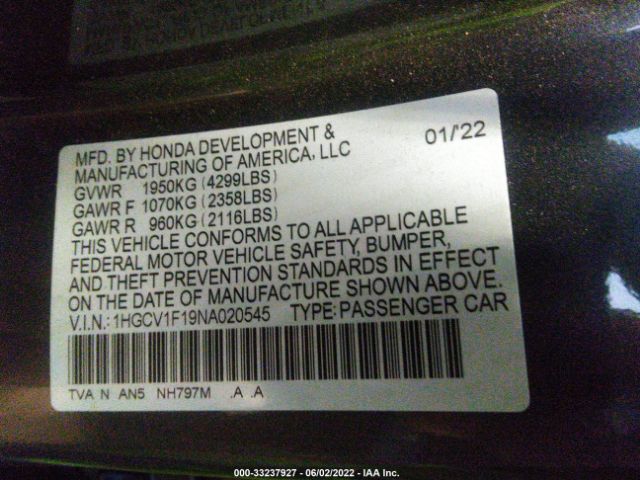 MFD. BY HONDA DEVELOPMENT & 01/'22
MANUFACTURING OF AMERICA, LLC
GVWR 1950KG (4299LBS)
GAWR F 1070KG (2358LBS)
GAWR R 960KG (2116LBS)
THIS VEHICLE CONFORMS TO ALL APPLICABLE
FEDERAL MOTOR VEHICLE SAFETY, BUMPER,
AND THEFT PREVENTION STANDARDS IN EFFECT
ON THE DATE OF MANUFACTURE SHOWN ABOVE.
V.I.N.: 1HGCV1F19NA020545 TYPE: PASSENGER CAR
TVA N AN5 NH797M .A .A
000-33237927 - 06/02/2022 - IAA Inc.